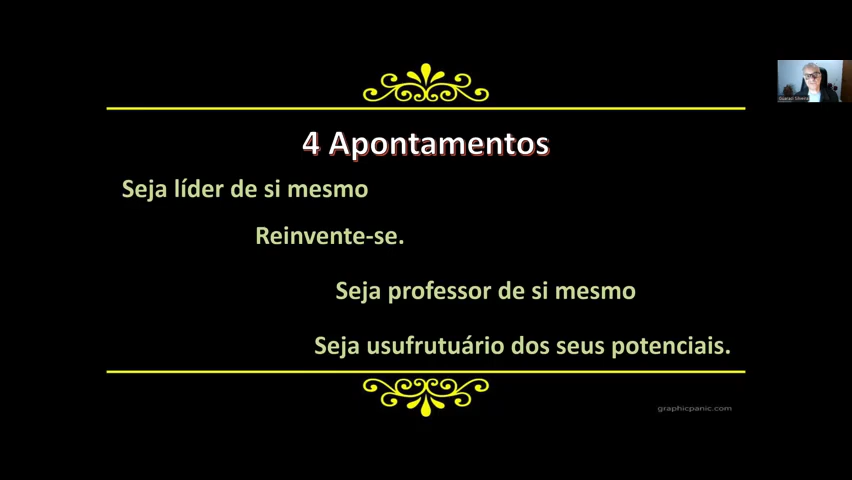 4 Apontamentos
Seja líder de si mesmo
Reinvente-se.
Seja professor de si mesmo
Seja usufrutuário dos seus potenciais.
graphicpanic.com